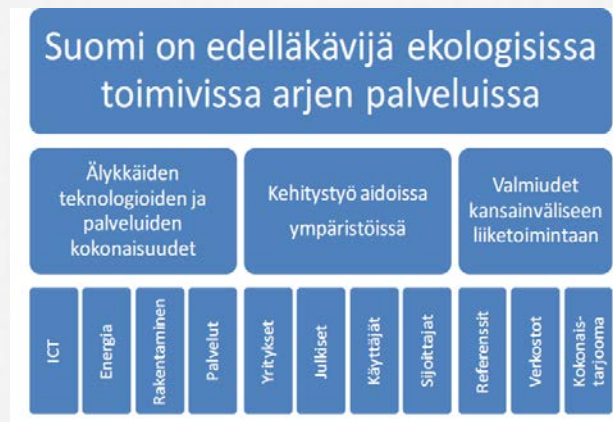 Suomi on edelläkävijä ekologisissa
toimivissa arjen palveluissa
Älykkäiden
teknologioiden ja
palveluiden
kokonaisuudet
Kehitystyö aidoissa
ympäristöissä
Valmiudet
kansainväliseen
liiketoimintaan
ICT
Energia
Rakentaminen
Palvelut
Yritykset
Julkiset
Käyttäjät
Sijoittajat
Referenssit
Verkostot
Kokonais-
tarjooma